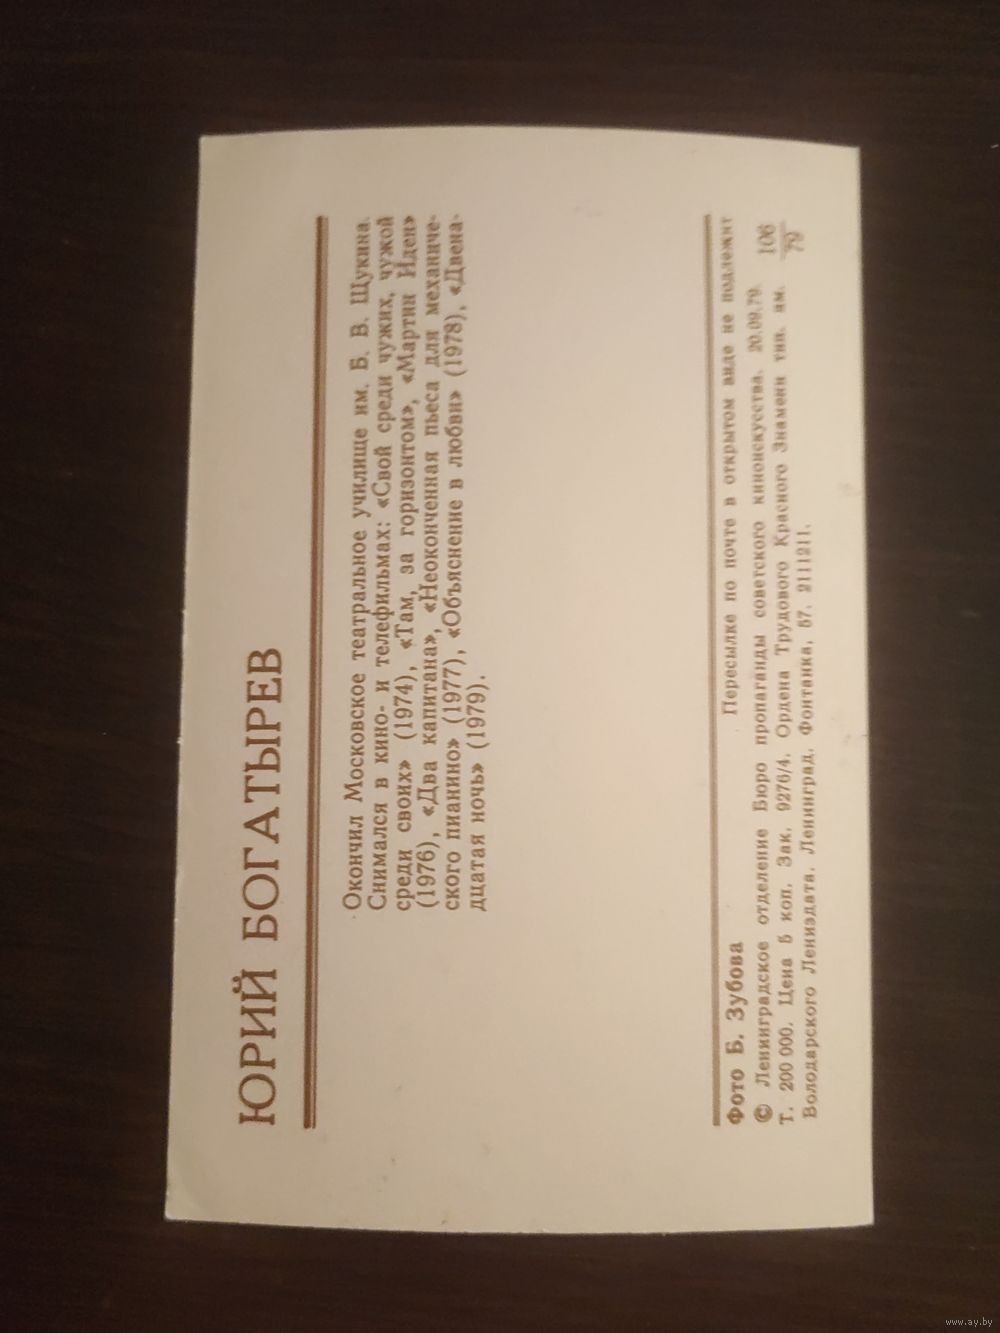 ЮРИЙ БОГАТЫРЕВ
Окончил Московское театральное училище им. Б. В. Щукина.
Снимался в кино- и телефильмах: «Свой среди чужих, чужой
среди своих» (1974), «Там, за горизонтом», «Мартин Иден»
(1976), «Два капитана», «Неоконченная пьеса для механиче-
ского пианино» (1977), «Объяснение в любви» (1978), «Двена-
дцатая ночь» (1979).
Фото Б. Зубова
Пересылке по почте в открытом виде не подлежит
© Ленинградское отделение Бюро пропаганды советского киноискусства. 20.09.79.
106
79
Т. 200 000. Цена 5 коп. Зак. 9276/4. Ордена Трудового Красного Знамени тип. им.
Володарского Лениздата, Ленинград, Фонтанка, 57. 2111211.
www.ay.by